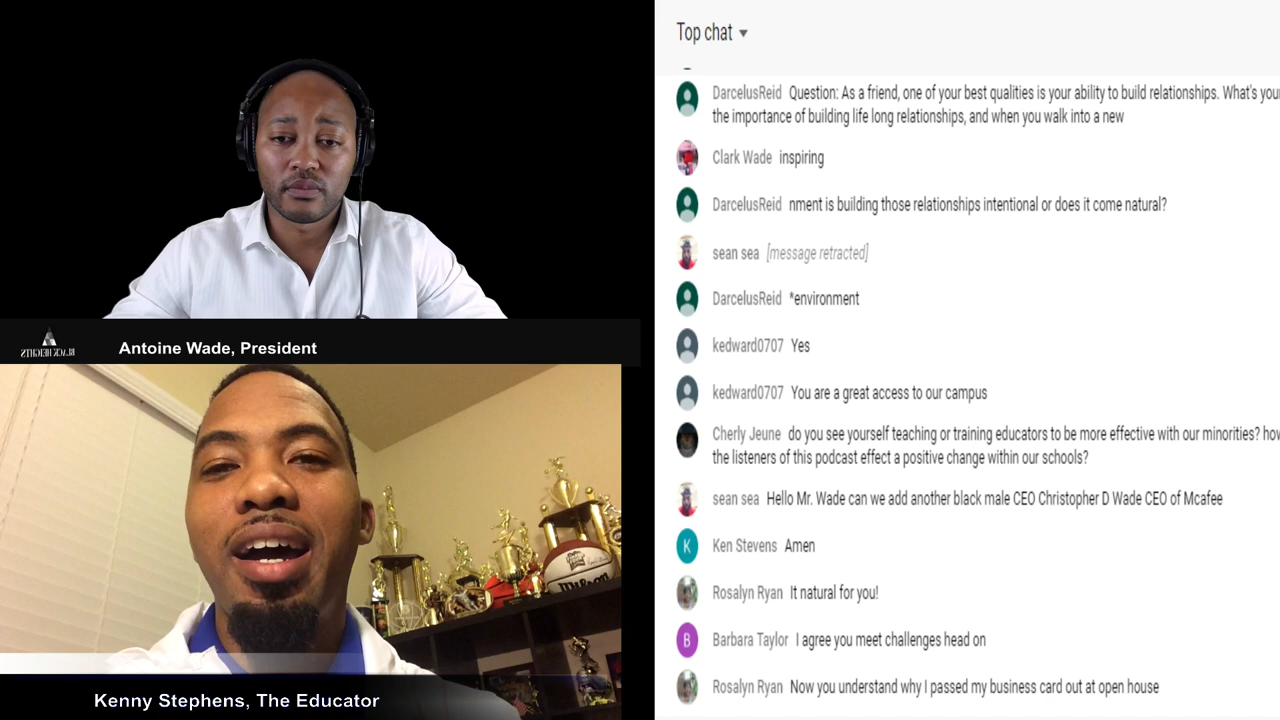 Antoine Wade, President
BLACK HEIGHTS
Wilson
Kenny Stephens, The Educator
Top chat
DarcelusReid Question: As a friend, one of your best qualities is your ability to build relationships. What's your
the importance of building life long relationships, and when you walk into a new
Clark Wade inspiring
DarcelusReid nment is building those relationships intentional or does it come natural?
sean sea [message retracted]
DarcelusReid *environment
kedward0707 Yes
kedward0707 You are a great access to our campus
Cherly Jeune do you see yourself teaching or training educators to be more effective with our minorities? how
the listeners of this podcast effect a positive change within our schools?
sean sea Hello Mr. Wade can we add another black male CEO Christopher D Wade CEO of Mcafee
K Ken Stevens Amen
Rosalyn Ryan It natural for you!
B Barbara Taylor I agree you meet challenges head on
Rosalyn Ryan Now you understand why I passed my business card out at open house